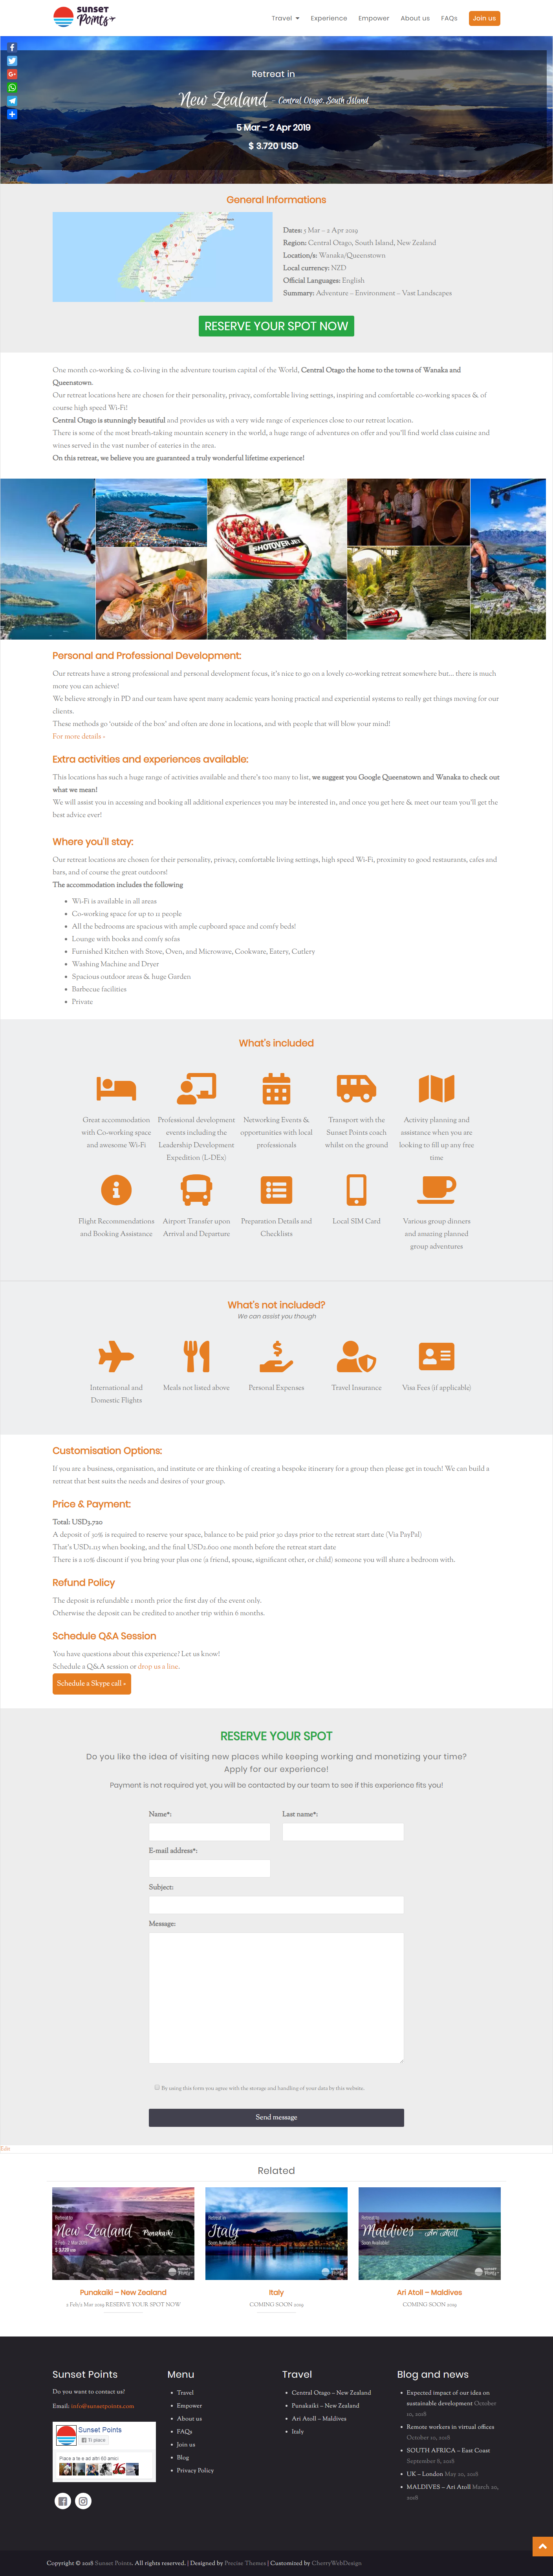 SUNSET
Points
Travel
Experience
Empower
About us
FAQs
Join us
Retreat in
New Zealand - Central Otago, South Island
5 Mar – 2 Apr 2019
$ 3.720 USD
General Informations
Dates: 5 Mar – 2 Apr 2019
Region: Central Otago, South Island, New Zealand
Location/s: Wanaka/Queenstown
Local currency: NZD
Official Languages: English
Summary: Adventure – Environment – Vast Landscapes
RESERVE YOUR SPOT NOW
One month co-working & co-living in the adventure tourism capital of the World, Central Otago the home to the towns of Wanaka and
Queenstown.
Our retreat locations here are chosen for their personality, privacy, comfortable living settings, inspiring and comfortable co-working spaces & of
course high speed Wi-Fi!
Central Otago is stunningly beautiful and provides us with a very wide range of experiences close to our retreat location.
There is some of the most breath-taking mountain scenery in the world, a huge range of adventures on offer and you'll find world class cuisine and
wines served in the vast number of eateries in the area.
On this retreat, we believe you are guaranteed a truly wonderful lifetime experience!
SHOTOVER JET
Personal and Professional Development:
Our retreats have a strong professional and personal development focus, it's nice to go on a lovely co-working retreat somewhere but… there is much
more you can achieve!
We believe strongly in PD and our team have spent many academic years honing practical and experiential systems to really get things moving for our
clients.
These methods go 'outside of the box' and often are done in locations, and with people that will blow your mind!
For more details »
Extra activities and experiences available:
This locations has such a huge range of activities available and there's too many to list, we suggest you Google Queenstown and Wanaka to check out
what we mean!
We will assist you in accessing and booking all additional experiences you may be interested in, and once you get here & meet our team you'll get the
best advice ever!
Where you'll stay:
Our retreat locations are chosen for their personality, privacy, comfortable living settings, high speed Wi-Fi, proximity to good restaurants, cafes and
bars, and of course the great outdoors!
The accommodation includes the following
Wi-Fi is available in all areas
Co-working space for up to 11 people
All the bedrooms are spacious with ample cupboard space and comfy beds!
Lounge with books and comfy sofas
Furnished Kitchen with Stove, Oven, and Microwave, Cookware, Eatery, Cutlery
Washing Machine and Dryer
Spacious outdoor areas & huge Garden
Barbecue facilities
Private
What's included
Great accommodation
with Co-working space
and awesome Wi-Fi
Professional development
events including the
Leadership Development
Expedition (L-DEx)
Networking Events &
opportunities with local
professionals
Transport with the
Sunset Points coach
whilst on the ground
Activity planning and
assistance when you are
looking to fill up any free
time
Flight Recommendations
and Booking Assistance
Airport Transfer upon
Arrival and Departure
Preparation Details and
Checklists
Local SIM Card
Various group dinners
and amazing planned
group adventures
What's not included?
We can assist you though
International and
Domestic Flights
Meals not listed above
Personal Expenses
Travel Insurance
Visa Fees (if applicable)
Customisation Options:
If you are a business, organisation, and institute or are thinking of creating a bespoke itinerary for a group then please get in touch! We can build a
retreat that best suits the needs and desires of your group.
Price & Payment:
Total: USD3.720
A deposit of 30% is required to reserve your space, balance to be paid prior 30 days prior to the retreat start date (Via PayPal)
That's USD1.113 when booking, and the final USD2.600 one month before the retreat start date
There is a 10% discount if you bring your plus one (a friend, spouse, significant other, or child) someone you will share a bedroom with.
Refund Policy
The deposit is refundable 1 month prior the first day of the event only.
Otherwise the deposit can be credited to another trip within 6 months.
Schedule Q&A Session
You have questions about this experience? Let us know!
Schedule a Q&A session or drop us a line.
Schedule a Skype call »
RESERVE YOUR SPOT
Do you like the idea of visiting new places while keeping working and monetizing your time?
Apply for our experience!
Payment is not required yet, you will be contacted by our team to see if this experience fits you!
Name*:
Last name*:
E-mail address*:
Subject:
Message:
By using this form you agree with the storage and handling of your data by this website.
Send message
Edit
Related
Retreat to
New Zealand - Punakaiki
2 Feb- 2 Mar 2019
$ 3.720 USD
Retreat to
Italy
Soon Available!
Retreat to
Maldives - Ari Atoll
Soon Available!
Punakaiki – New Zealand
2 Feb/2 Mar 2019 RESERVE YOUR SPOT NOW
Italy
COMING SOON 2019
Ari Atoll – Maldives
COMING SOON 2019
Sunset Points
Do you want to contact us?
Email: info@sunsetpoints.com
Sunset Points
Ti piace
Piace a te e ad altri 60 amici
Menu
Travel
Empower
About us
FAQs
Join us
Blog
Privacy Policy
Travel
Central Otago – New Zealand
Punakaiki – New Zealand
Ari Atoll – Maldives
Italy
Blog and news
Expected impact of our idea on
sustainable development October
10, 2018
Remote workers in virtual offices
October 10, 2018
SOUTH AFRICA – East Coast
September 8, 2018
UK – London May 20, 2018
MALDIVES – Ari Atoll March 20,
2018
Copyright © 2018 Sunset Points. All rights reserved. | Designed by Precise Themes | Customized by CherryWebDesign